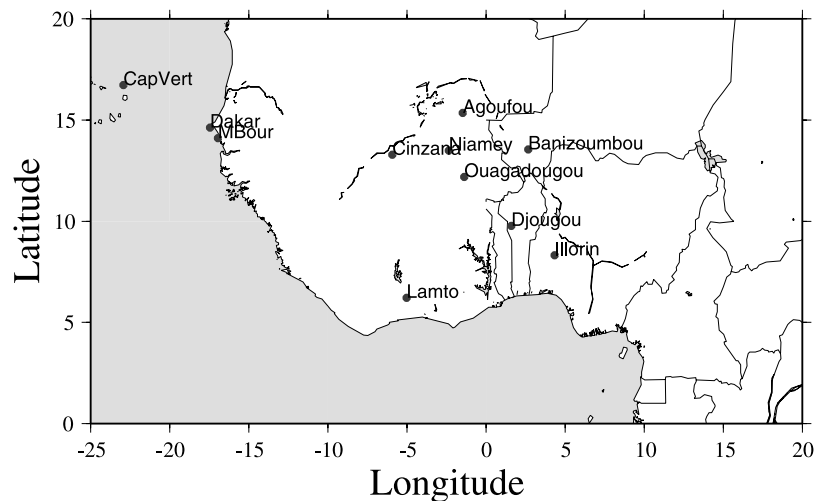 20
15
10
5
0
Latitude
CapVert
Agoufou
Dakar
MBour
Niamey
Banizoumbou
Cinzana
Ouagadougou
Djougou
Illorin
Lamto
-25 -20 -15 -10 -5 0 5 10 15 20
Longitude